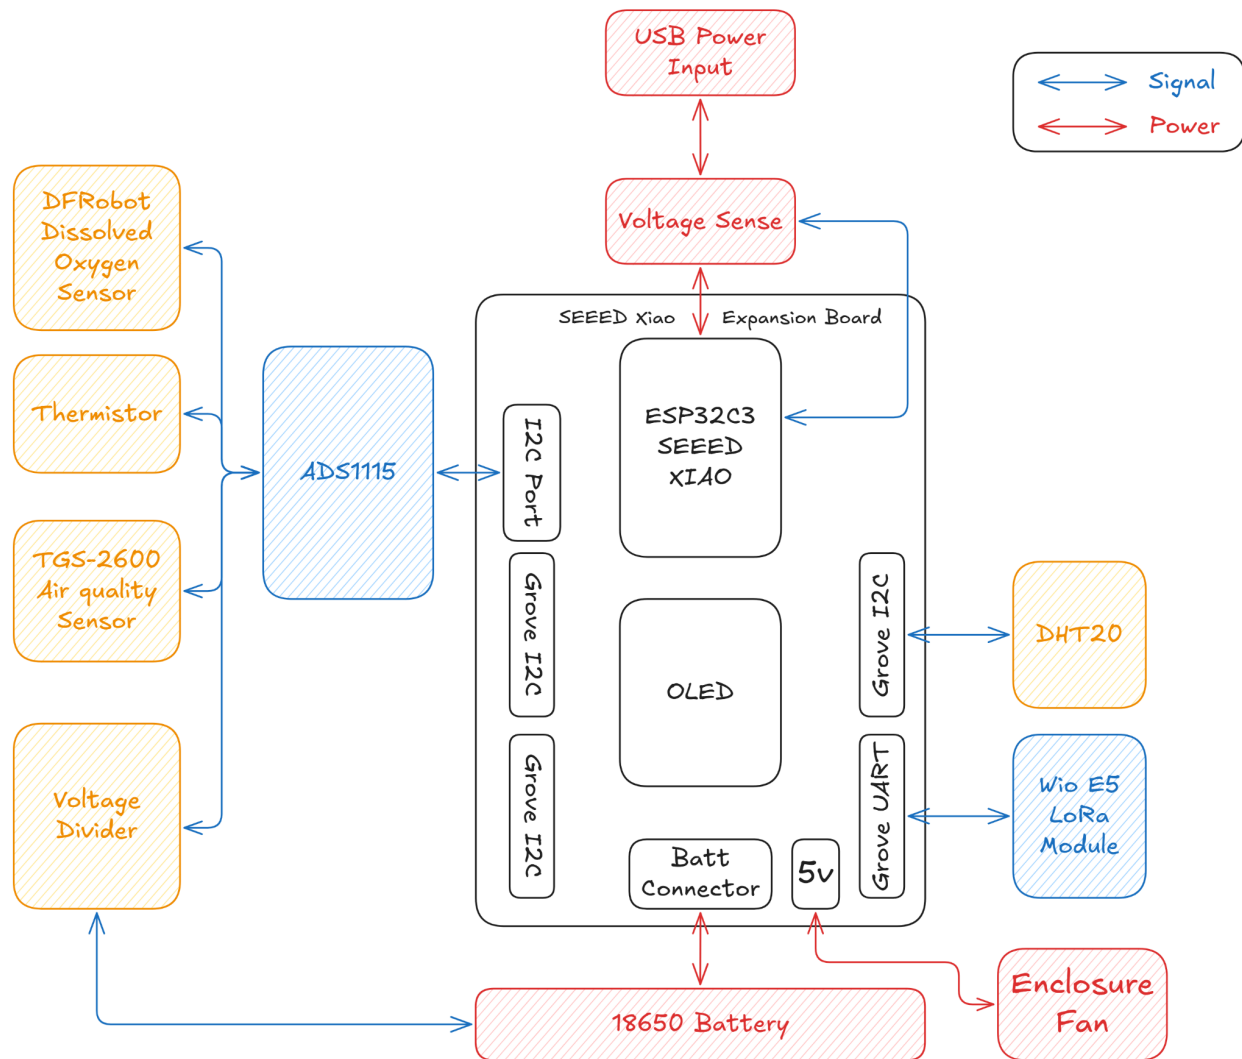 USB Power
Input
Signal
Power
DFRobot
Dissolved
Oxygen
Sensor
Voltage Sense
SEEED Xiao
Expansion Board
Thermistor
ADS1115
I2C Port
ESP32C3
SEEED
XIAO
TGS-2600
Air quality
Sensor
Grove I2C
Grove I2C
DHT20
OLED
Voltage
Divider
Grove I2C
Grove UART
Wio E5
LoRa
Module
Batt
Connector
5v
18650 Battery
Enclosure
Fan